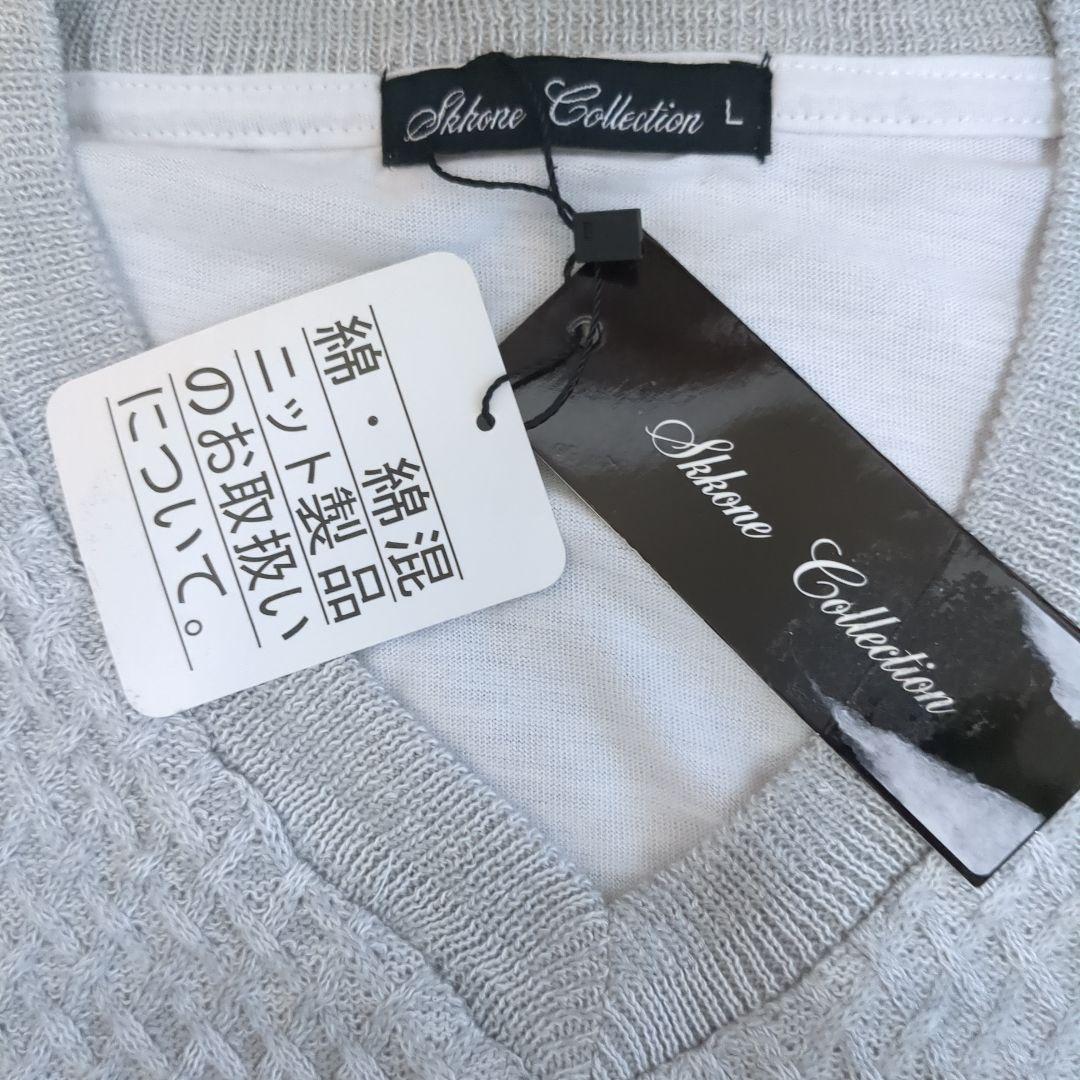 Skkone Collection L
綿・綿混
ニット製品
のお取扱い
について。
Skkone Collection